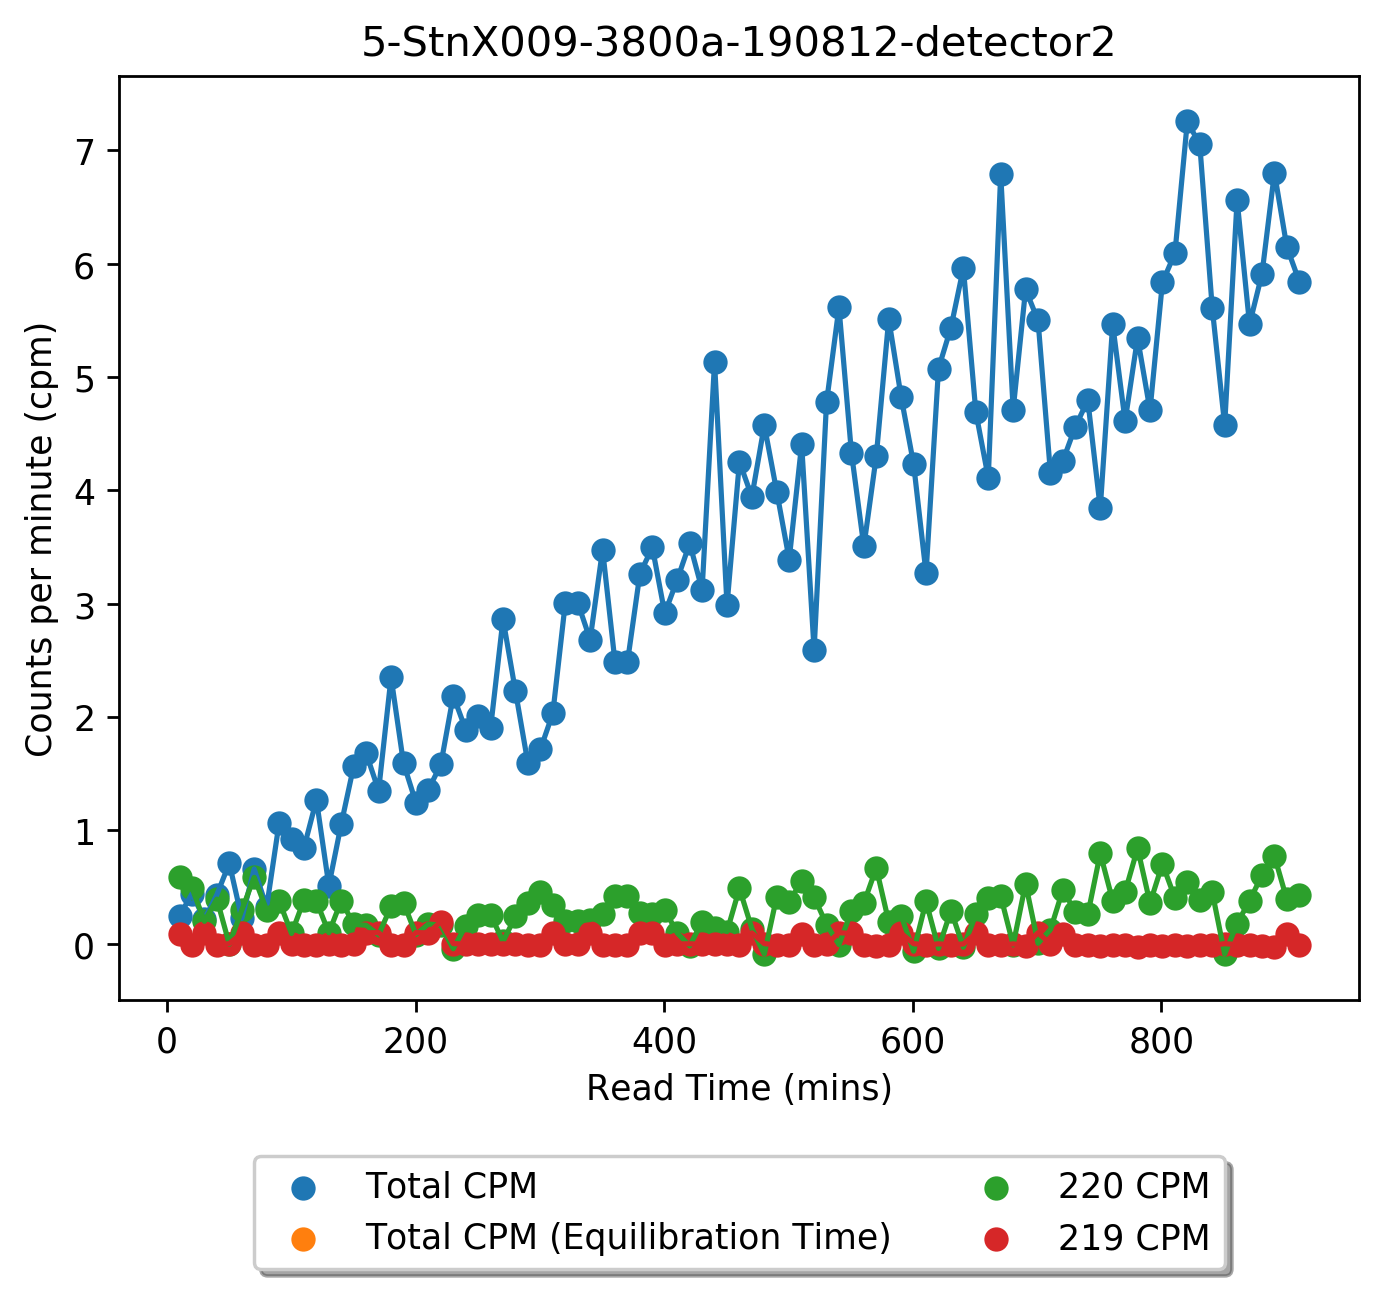 5-StnX009-3800a-190812-detector2
Counts per minute (cpm)
7
6
5
4
3
2
1
0
0 200 400 600 800
Read Time (mins)
Total CPM 220 CPM
Total CPM (Equilibration Time) 219 CPM